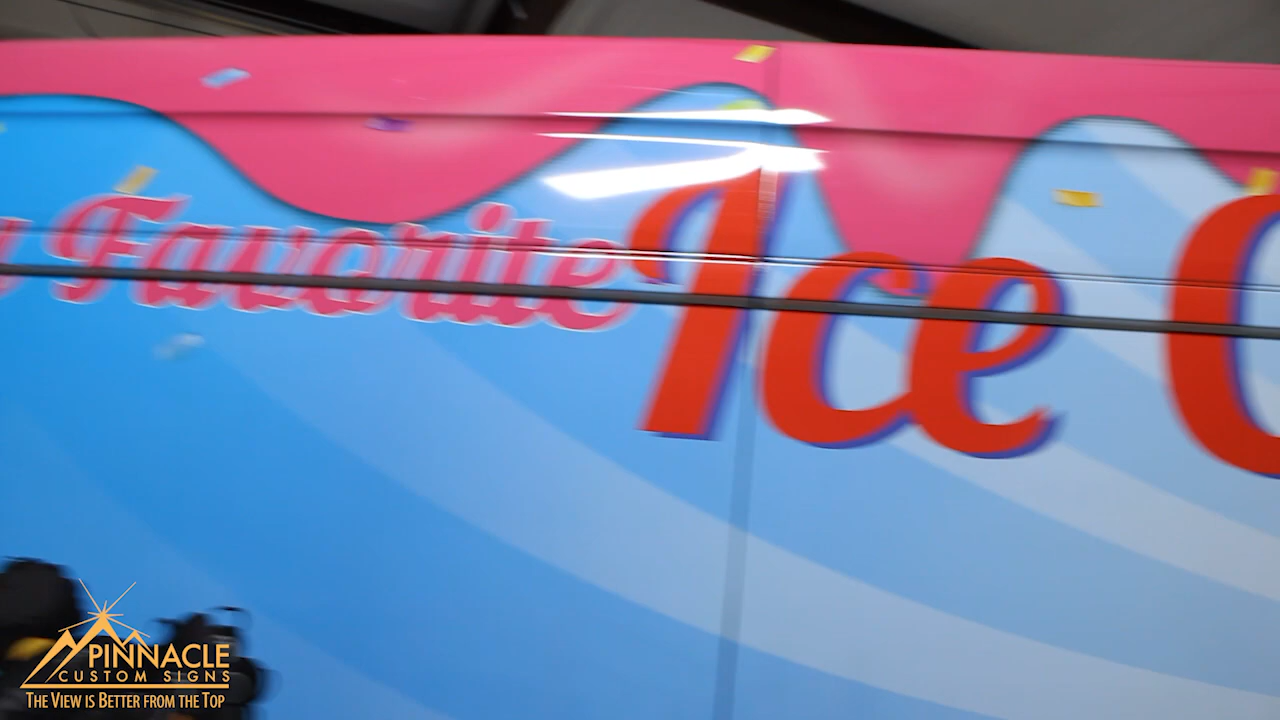 Favorite Ice
PINNACLE
CUSTOM SIGNS
THE VIEW IS BETTER FROM THE TOP